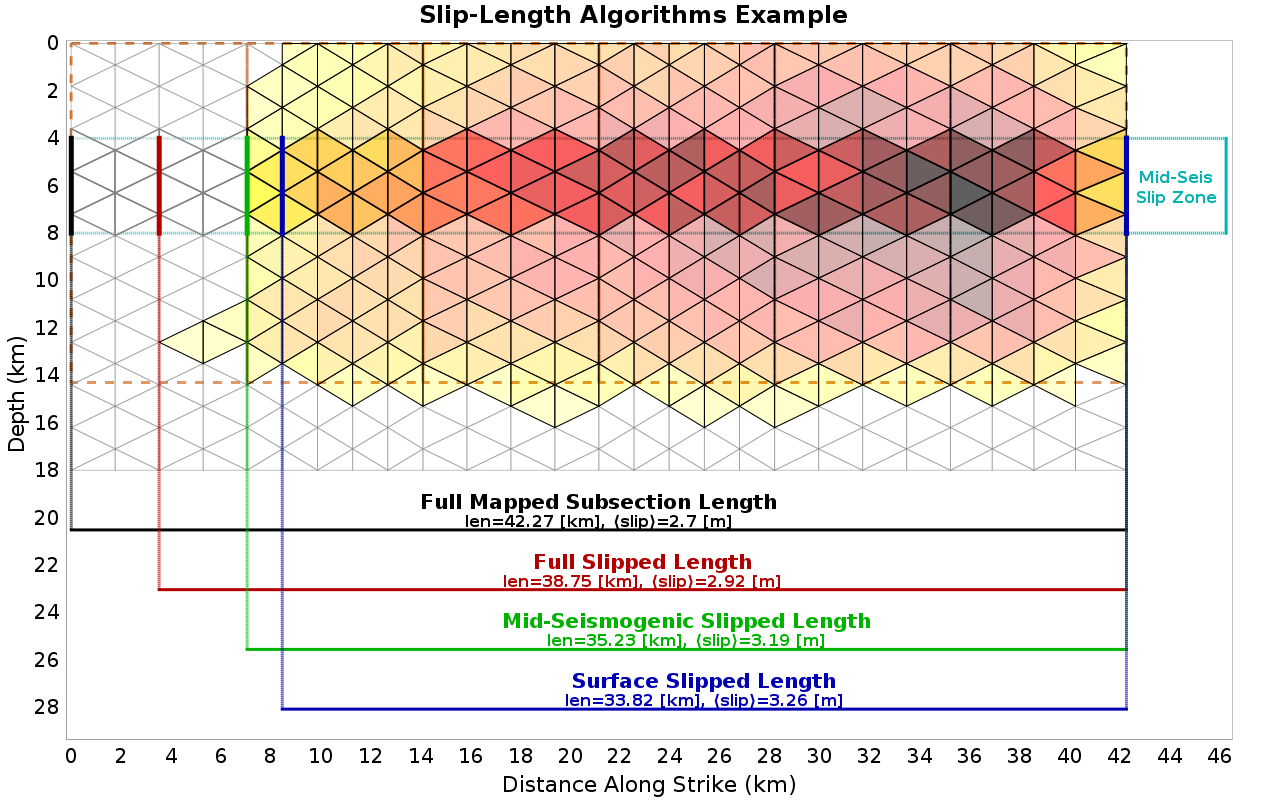 Slip-Length Algorithms Example
0
2
4
6
8
10
12
14
16
18
20
22
24
26
28
Depth (km)
Mid-Seis
Slip Zone
Full Mapped Subsection Length
len=42.27 [km], ⟨slip⟩=2.7 [m]
Full Slipped Length
len=38.75 [km], ⟨slip⟩=2.92 [m]
Mid-Seismogenic Slipped Length
len=35.23 [km], ⟨slip⟩=3.19 [m]
Surface Slipped Length
len=33.82 [km], ⟨slip⟩=3.26 [m]
0 2 4 6 8 10 12 14 16 18 20 22 24 26 28 30 32 34 36 38 40 42 44 46
Distance Along Strike (km)